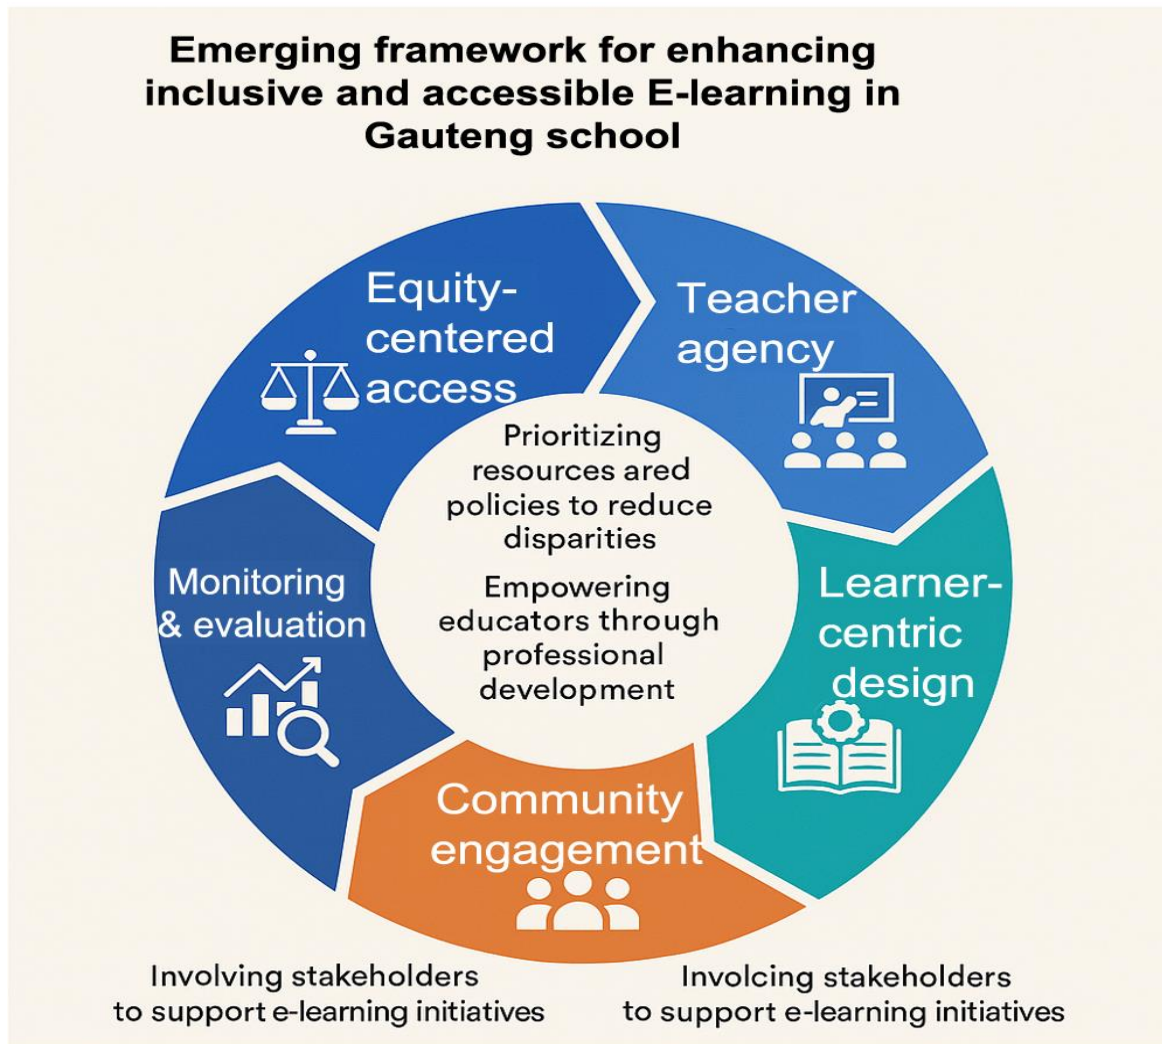 Emerging framework for enhancing
inclusive and accessible E-learning in
Gauteng school
Equity-
centered
access
Teacher
agency
Prioritizing
resources ared
policies to reduce
disparities
Empowering
educators through
professional
development
Monitoring
& evaluation
Learner-
centric
design
Community
engagement
Involving stakeholders
to support e-learning initiatives
Involcing stakeholders
to support e-learning initiatives